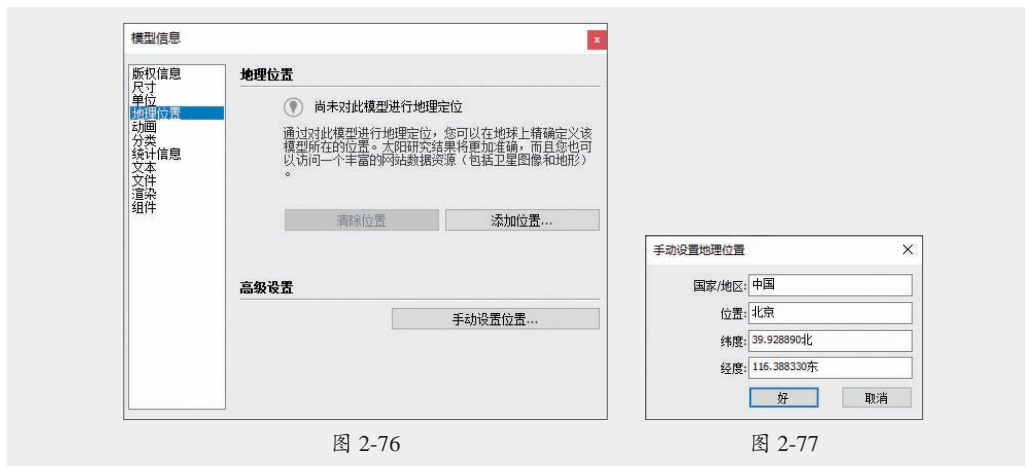 模型信息
x
版权信息
尺寸
单位
地理位置
动画
分类
统计信息
文本
文件
渲染
组件
地理位置
尚未对此模型进行地理定位
通过对此模型进行地理定位，您可以在地球上精确定义该
模型所在的位置。太阳研究结果将更加准确，而且您也可
以访问一个丰富的网站数据资源（包括卫星图像和地形）
。
清除位置
添加位置...
高级设置
手动设置位置...
手动设置地理位置
国家/地区: 中国
位置: 北京
纬度: 39.928890北
经度: 116.388330东
好
取消
图 2-76
图 2-77